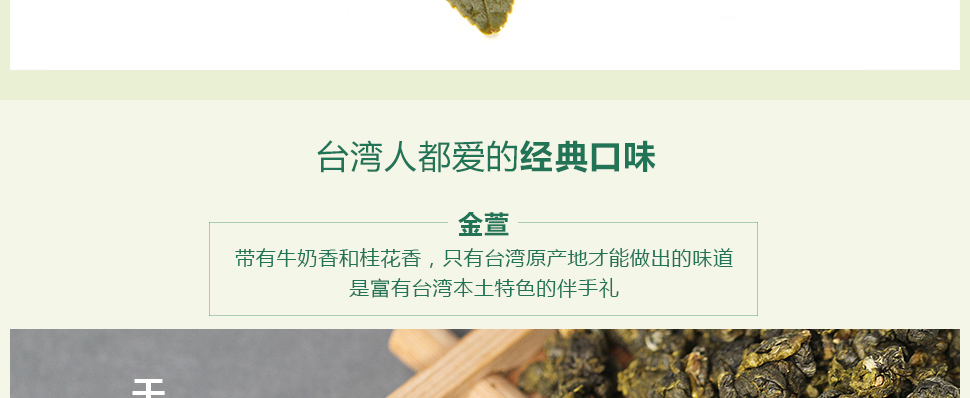 台湾人都爱的经典口味
金萱
带有牛奶香和桂花香，只有台湾原产地才能做出的味道
是富有台湾本土特色的伴手礼